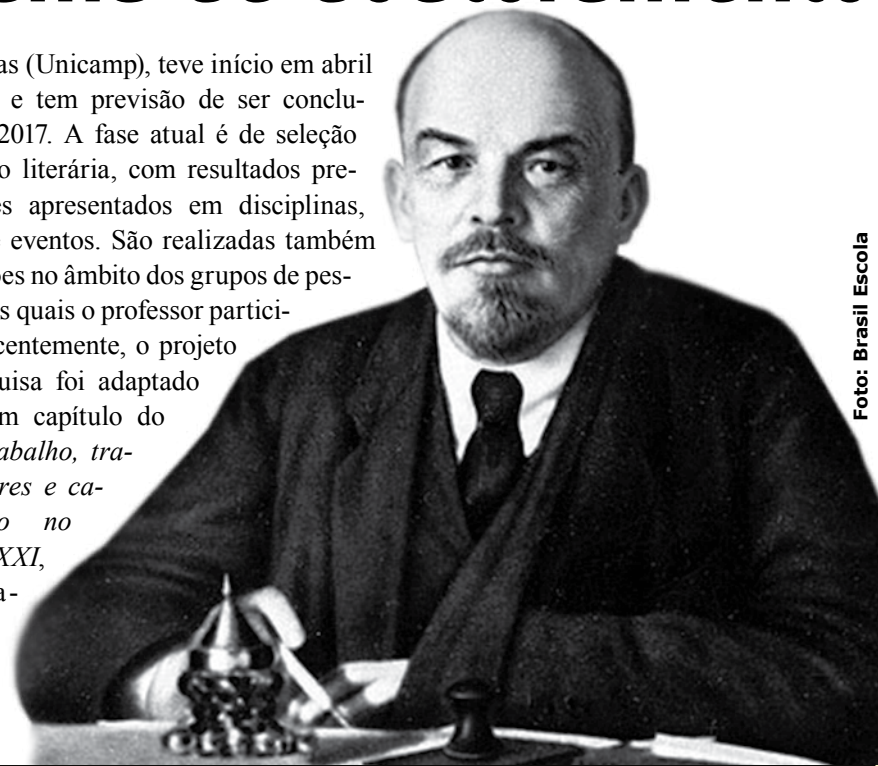 as (Unicamp), teve início em abril
e tem previsão de ser conclu-
2017. A fase atual é de seleção
o literária, com resultados pre-
es apresentados em disciplinas,
e eventos. São realizadas também
ões no âmbito dos grupos de pes-
s quais o professor partici-
centemente, o projeto
uisa foi adaptado
m capítulo do
abalho, tra-
res e ca-
o no
XXI,
a-
Foto: Brasil Escola